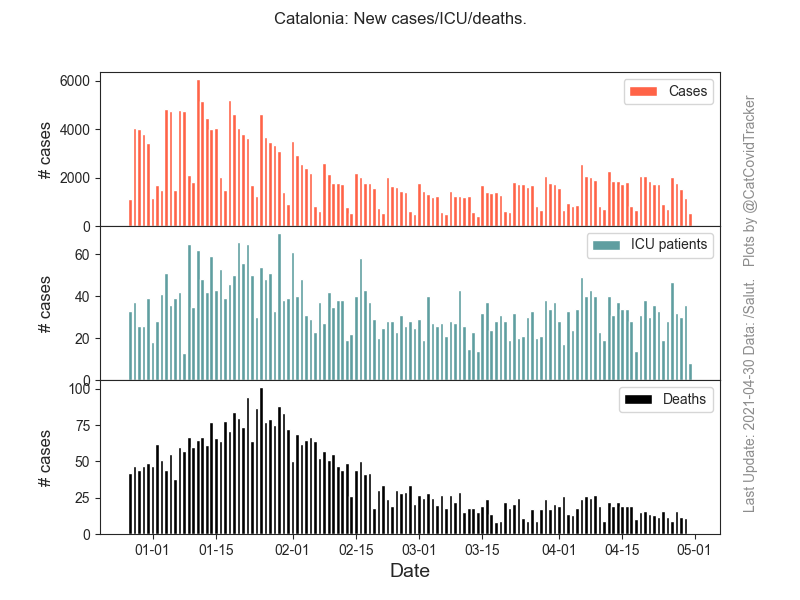 Catalonia: New cases/ICU/deaths.
6000
4000
2000
0
# cases
Cases
60
40
20
0
# cases
ICU patients
100
75
50
25
0
# cases
Deaths
01-01 01-15 02-01 02-15 03-01 03-15 04-01 04-15 05-01
Date
Last Update: 2021-04-30 Data: /Salut. Plots by @CatCovidTracker